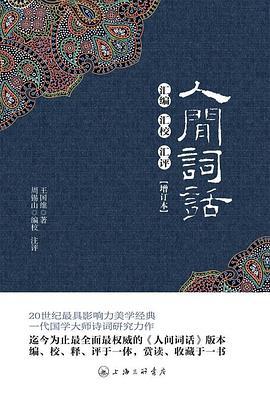 人間詞話
汇编 汇校 汇评
【增订本】
王国维 著
周锡山 编校 注评
20世纪最具影响力美学经典
一代国学大师诗词研究力作
迄今为止最全面最权威的《人间词话》版本
编、校、释、评于一体，赏读、收藏于一书
上海三联书店